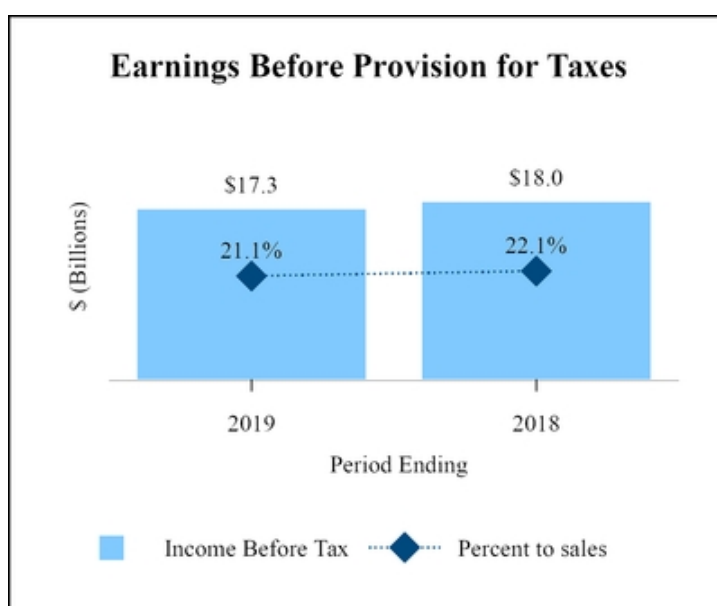 Earnings Before Provision for Taxes
$ (Billions)
$17.3
$18.0
21.1%
22.1%
2019
2018
Period Ending
Income Before Tax
Percent to sales